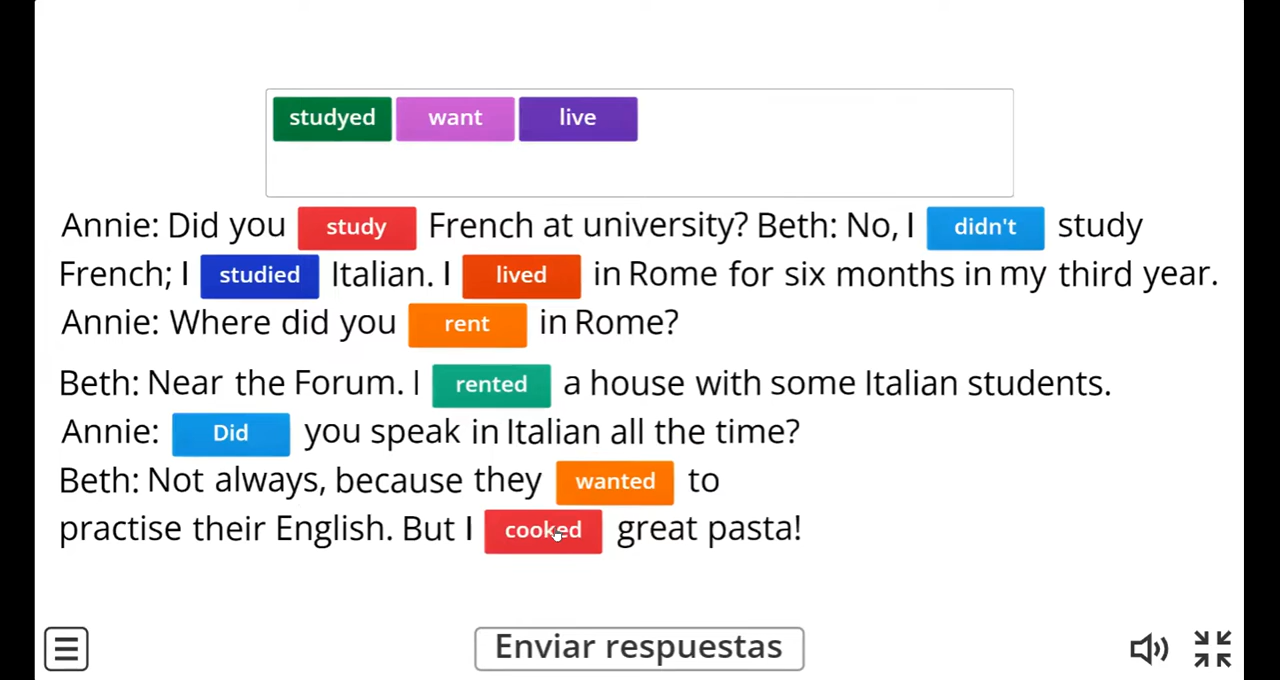 studyed want live
Annie: Did you study French at university? Beth: No, I didn't study
French; I studied Italian. I lived in Rome for six months in my third year.
Annie: Where did you rent in Rome?
Beth: Near the Forum. I rented a house with some Italian students.
Annie: Did you speak in Italian all the time?
Beth: Not always, because they wanted to
practise their English. But I cooked great pasta!
Enviar respuestas